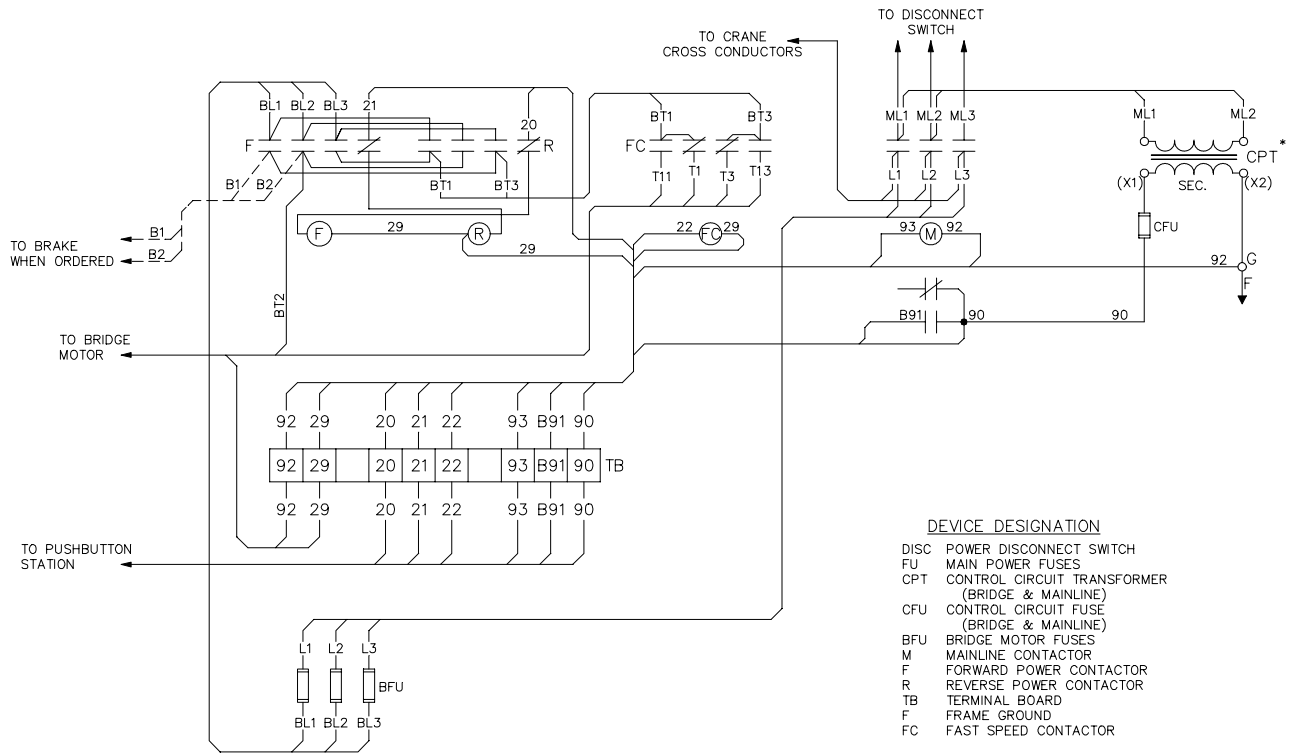 TO DISCONNECT
SWITCH
TO CRANE
CROSS CONDUCTORS
BL1 BL2 BL3 21
20
BT1 BT3
ML1 ML2 ML3
ML1 ML2
F R
FC
CPT *
B1 B2
BT1 BT3
T11 T1 T3 T13
L1 L2 L3
(X1) SEC. (X2)
B1
B2
TO BRAKE
WHEN ORDERED
F 29 R
29
22 FC 29
93 M 92
CFU
92 G
F
BT2
B91 90 90
TO BRIDGE
MOTOR
92 29 20 21 22 93 B91 90
92 29 20 21 22 93 B91 90 TB
92 29 20 21 22 93 B91 90
TO PUSHBUTTON
STATION
L1 L2 L3
BFU
BL1 BL2 BL3
DEVICE DESIGNATION
DISC POWER DISCONNECT SWITCH
FU MAIN POWER FUSES
CPT CONTROL CIRCUIT TRANSFORMER
(BRIDGE & MAINLINE)
CFU CONTROL CIRCUIT FUSE
(BRIDGE & MAINLINE)
BFU BRIDGE MOTOR FUSES
M MAINLINE CONTACTOR
F FORWARD POWER CONTACTOR
R REVERSE POWER CONTACTOR
TB TERMINAL BOARD
F FRAME GROUND
FC FAST SPEED CONTACTOR